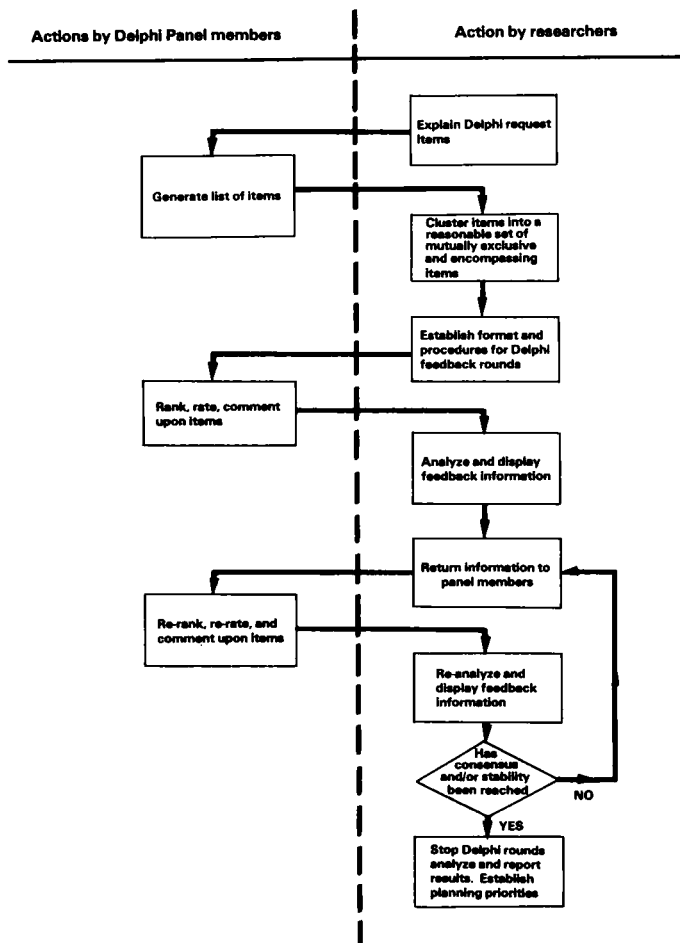 Actions by Delphi Panel members
Action by researchers
Explain Delphi request
items
Generate list of items
Cluster items into a
reasonable set of
mutually exclusive
and encompassing
items
Establish format and
procedures for Delphi
feedback rounds
Rank, rate, comment
upon items
Analyze and display
feedback information
Return information to
panel members
Re-rank, re-rate, and
comment upon items
Re-analyze and
display feedback
information
Has
consensus
and/or stability
been reached
NO
YES
Stop Delphi rounds
analyze and report
results. Establish
planning priorities